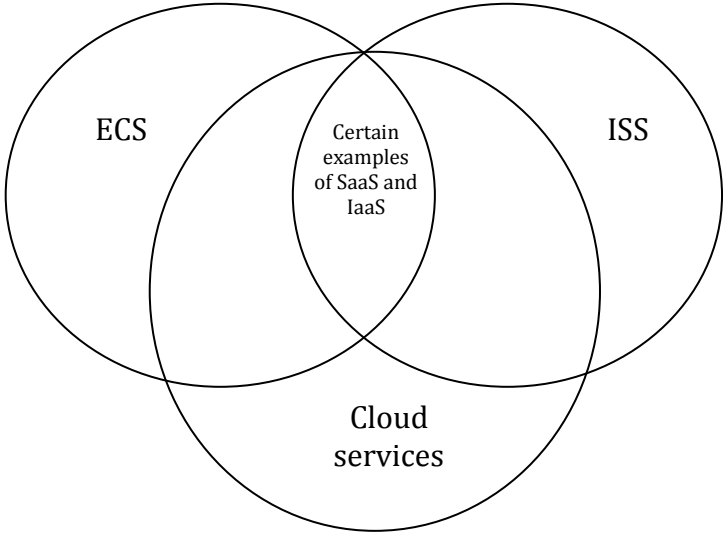 ECS
ISS
Certain
examples
of SaaS and
IaaS
Cloud
services